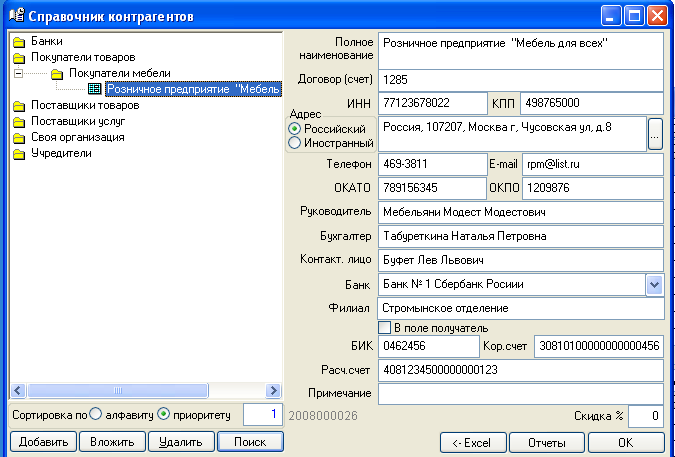 Справочник контрагентов
Банки
Покупатели товаров
Покупатели мебели
Розничное предприятие "Мебель
Поставщики товаров
Поставщики услуг
Своя организация
Учредители
Сортировка по алфавиту приоритету 1
Добавить Вложить Удалить Поиск
Полное наименование Розничное предприятие "Мебель для всех"
Договор (счет) 1285
ИНН 77123678022 КПП 498765000
Адрес
Российский
Иностранный
Россия, 107207, Москва г, Чусовская ул, д.8 ...
Телефон 469-3811 E-mail rpm@list.ru
ОКАТО 789156345 ОКПО 1209876
Руководитель Мебельяни Модест Модестович
Бухгалтер Табуреткина Наталья Петровна
Контакт. лицо Буфет Лев Львович
Банк Банк № 1 Сбербанк Росиии
Филиал Стромынское отделение
В поле получатель
БИК 0462456 Кор.счет 30810100000000000456
Расч.счет 4081234500000000123
Примечание
2008000026 Скидка % 0
<- Excel Отчеты OK